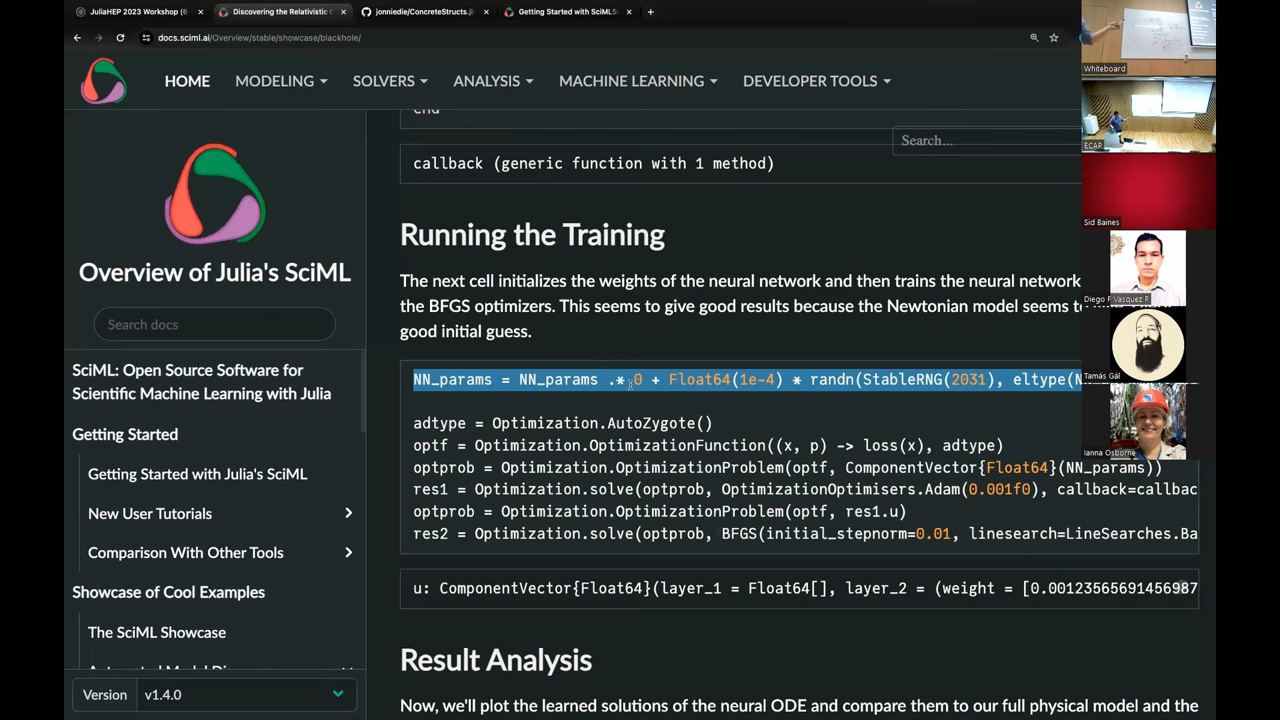 JuliaHEP 2023 Workshop (6
Discovering the Relativistic
jonniedie/ConcreteStructs.j
Getting Started with SciML
docs.sciml.ai/Overview/stable/showcase/blackhole/
HOME
MODELING
SOLVERS
ANALYSIS
MACHINE LEARNING
DEVELOPER TOOLS
Whiteboard
ECAP
Sid Baines
Diego F Vasquez P
Tamás Gál
Ianna Osborne
Overview of Julia's SciML
Search docs
SciML: Open Source Software for
Scientific Machine Learning with Julia
Getting Started
Getting Started with Julia's SciML
New User Tutorials
Comparison With Other Tools
Showcase of Cool Examples
The SciML Showcase
Version
v1.4.0
end
Search...
callback (generic function with 1 method)
Running the Training
The next cell initializes the weights of the neural network and then trains the neural network
the BFGS optimizers. This seems to give good results because the Newtonian model seems to
good initial guess.
NN_params = NN_params .* 0 + Float64(1e-4) * randn(StableRNG(2031), eltype(N
adtype = Optimization.AutoZygote()
optf = Optimization.OptimizationFunction((x, p) -> loss(x), adtype)
optprob = Optimization.OptimizationProblem(optf, ComponentVector{Float64}(NN_params))
res1 = Optimization.solve(optprob, OptimizationOptimisers.Adam(0.001f0), callback=callbac
optprob = Optimization.OptimizationProblem(optf, res1.u)
res2 = Optimization.solve(optprob, BFGS(initial_stepnorm=0.01, linesearch=LineSearches.Ba
u: ComponentVector{Float64}(layer_1 = Float64[], layer_2 = (weight = [0.00123565691456987
Result Analysis
Now, we'll plot the learned solutions of the neural ODE and compare them to our full physical model and the